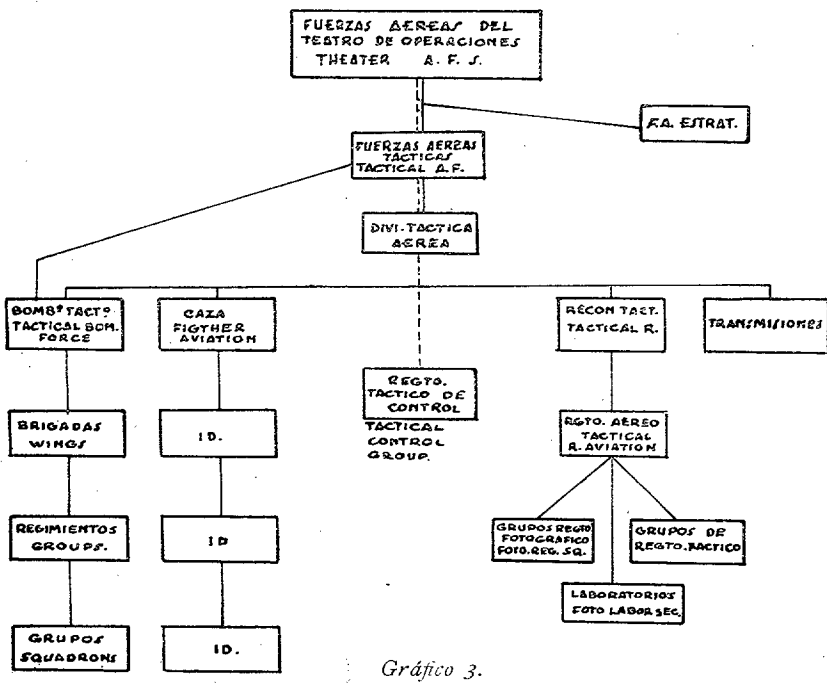 FUERZAS AEREAS DEL
TEATRO DE OPERACIONES
THEATER A. F. S.
F.A. ESTRAT.
FUERZAS AEREAS
TACTICAS
TACTICAL A.F.
DIVI. TACTICA
AEREA
BOMBº TACTº
TACTICAL BOM.
FORCE
CAZA
FIGTHER
AVIATION
RECON TACT.
TACTICAL R.
TRANSMISIONES
REGTO.
TACTICO DE
CONTROL
TACTICAL
CONTROL
GROUP.
BRIGADAS
WINGS
ID.
RGTO. AEREO
TACTICAL
R. AVIATION
REGIMIENTOS
GROUPS.
ID
GRUPOS REGTO.
FOTOGRAFICO
FOTO. REG. SQ.
GRUPOS DE
REGTO. TACTICO
LABORATORIOS
FOTO LABOR SEC.
GRUPOS
SQUADRONS
ID.
Gráfico 3.